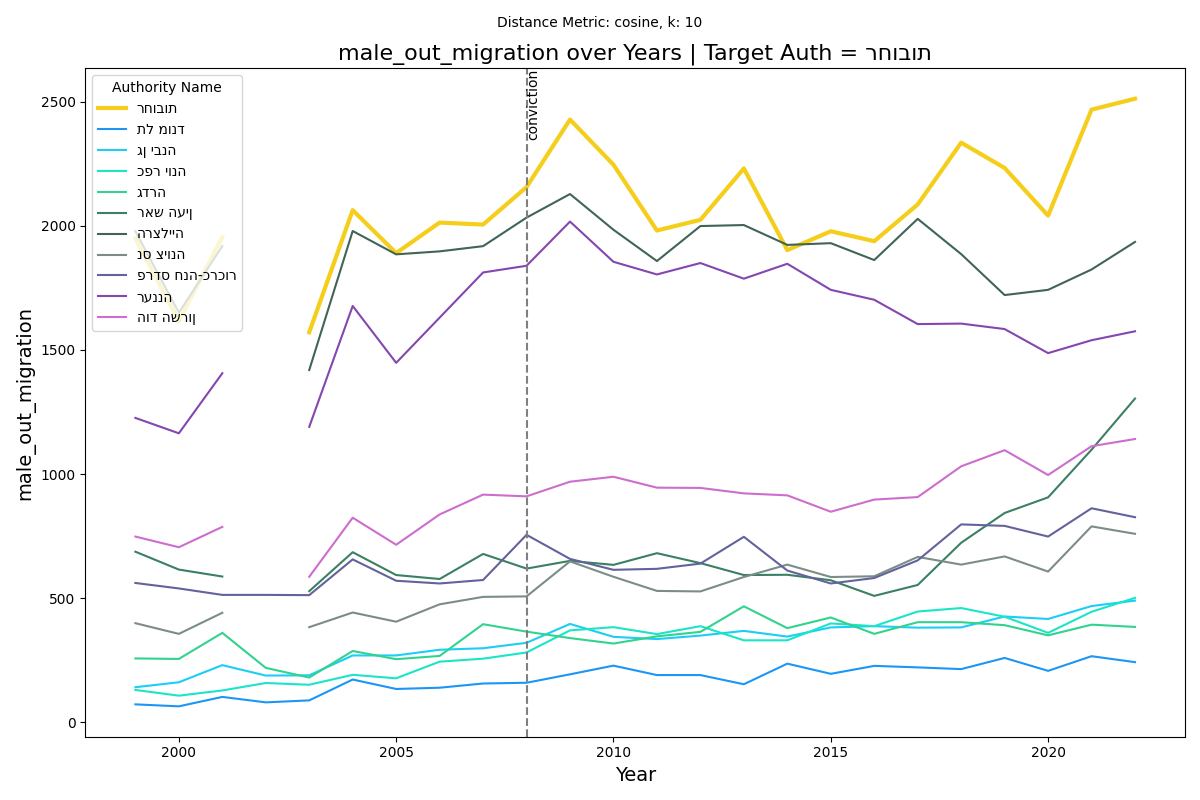 Distance Metric: cosine, k: 10
male_out_migration over Years | Target Auth = רחובות
conviction
Authority Name
רחובות
תל מונד
גן יבנה
כפר יונה
גדרה
ראש העין
הרצלייה
נס ציונה
פרדס חנה-כרכור
רעננה
הוד השרון
2500
2000
1500
1000
500
0
male_out_migration
2000 2005 2010 2015 2020
Year